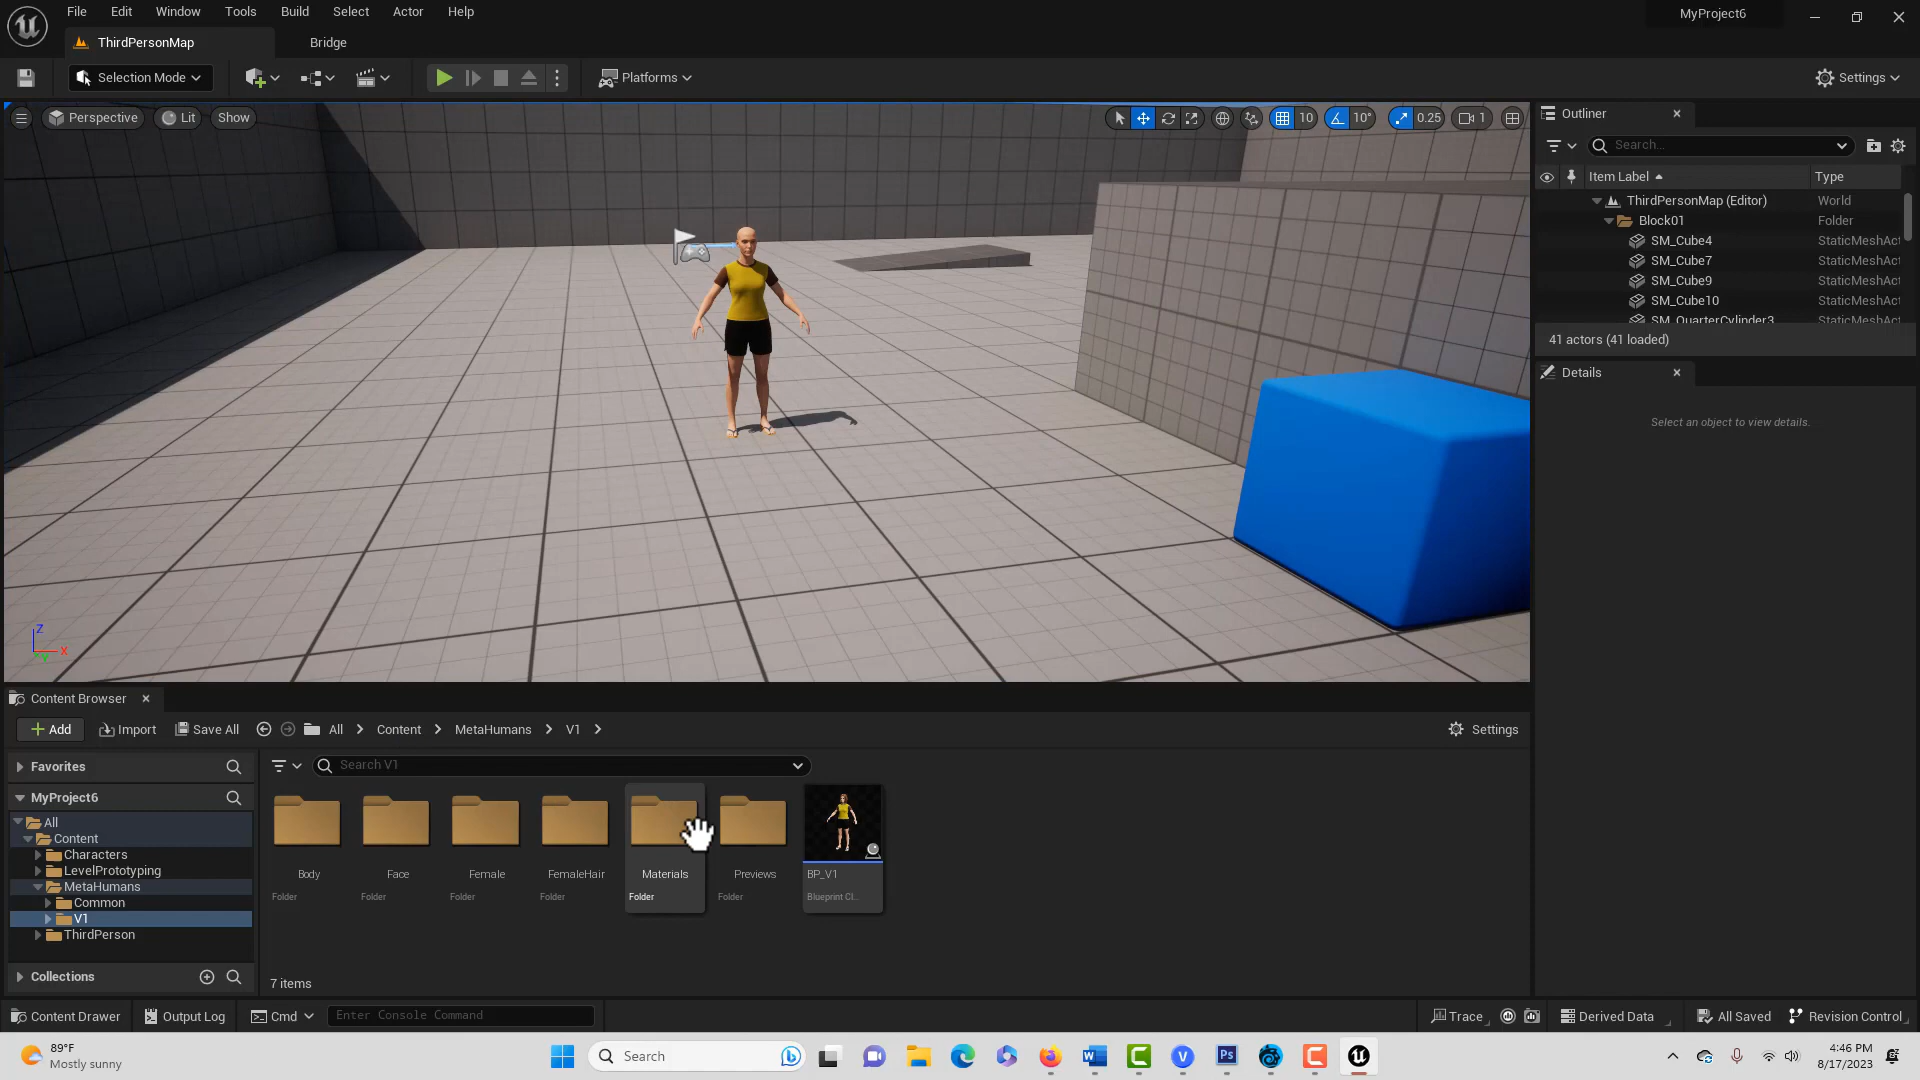 File Edit Window Tools Build Select Actor Help
MyProject6
ThirdPersonMap
Bridge
Selection Mode
Platforms
Settings
Perspective
Lit
Show
10
10°
0.25
1
Outliner
Search...
Item Label
Type
ThirdPersonMap (Editor) World
Block01 Folder
SM_Cube4 StaticMeshAct
SM_Cube7 StaticMeshAct
SM_Cube9 StaticMeshAct
SM_Cube10 StaticMeshAct
SM_QuarterCylinder3 StaticMeshAct
41 actors (41 loaded)
Details
Select an object to view details.
Z
X
Y
Content Browser
Add
Import
Save All
All
Content
MetaHumans
V1
Settings
Favorites
Search V1
MyProject6
All
Content
Characters
LevelPrototyping
MetaHumans
Common
V1
ThirdPerson
Collections
Body
Folder
Face
Folder
Female
Folder
FemaleHair
Folder
Materials
Folder
Previews
Folder
BP_V1
Blueprint Cl...
7 items
Content Drawer
Output Log
Cmd
Enter Console Command
Trace
Derived Data
All Saved
Revision Control
89°F
Mostly sunny
Search
4:46 PM
8/17/2023